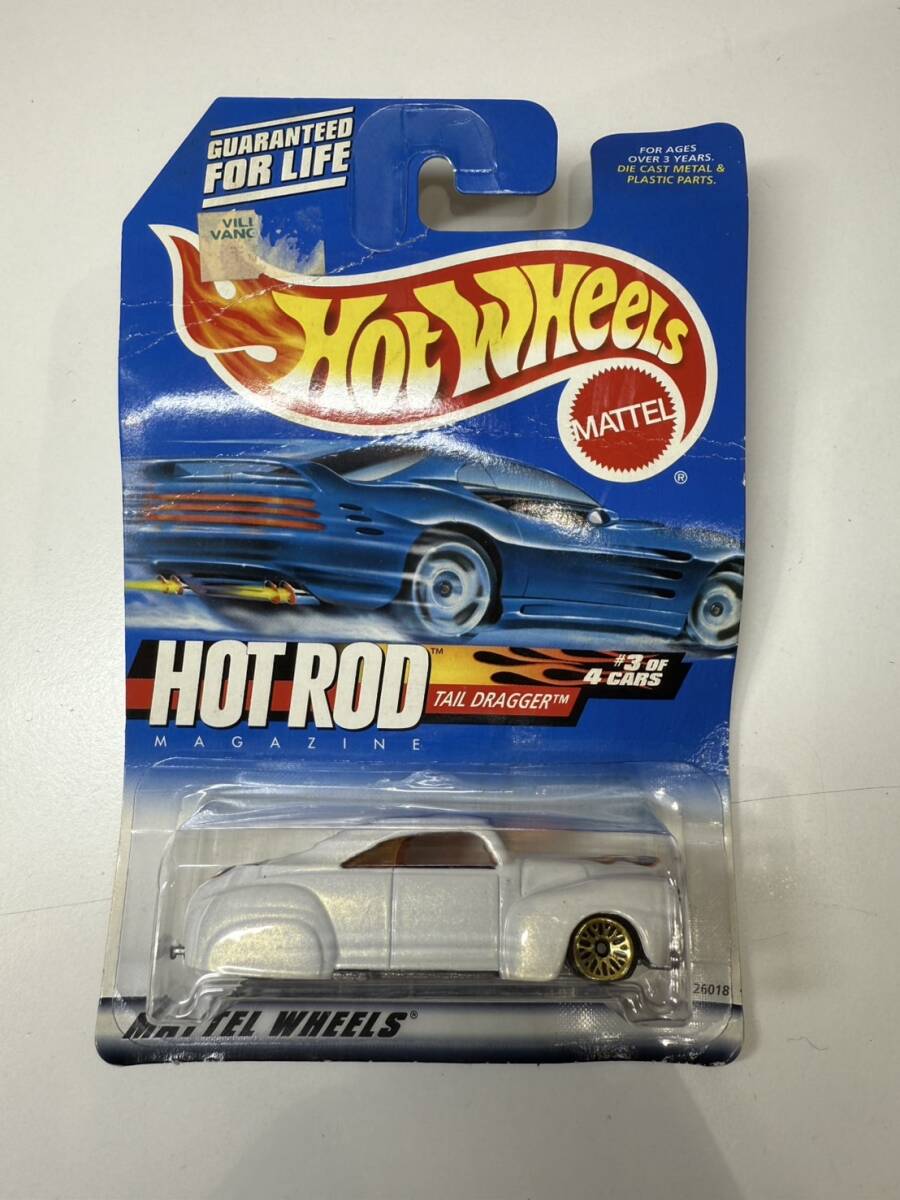 GUARANTEED
FOR LIFE
FOR AGES
OVER 3 YEARS.
DIE CAST METAL &
PLASTIC PARTS.
VILL
VANC
HOT WHEELS
MATTEL
®
HOT ROD™
MAGAZINE
TAIL DRAGGER™
#3 OF
4 CARS
26018
MATTEL WHEELS®